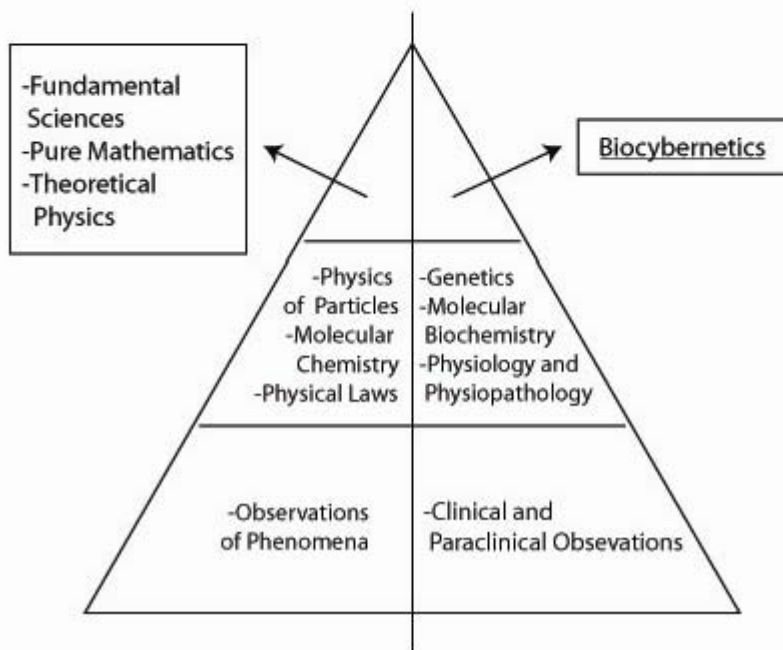 -Fundamental
Sciences
-Pure Mathematics
-Theoretical
Physics
Biocybernetics
-Physics
of Particles
-Molecular
Chemistry
-Physical Laws
-Genetics
-Molecular
Biochemistry
-Physiology and
Physiopathology
-Observations
of Phenomena
-Clinical and
Paraclinical Obsevations